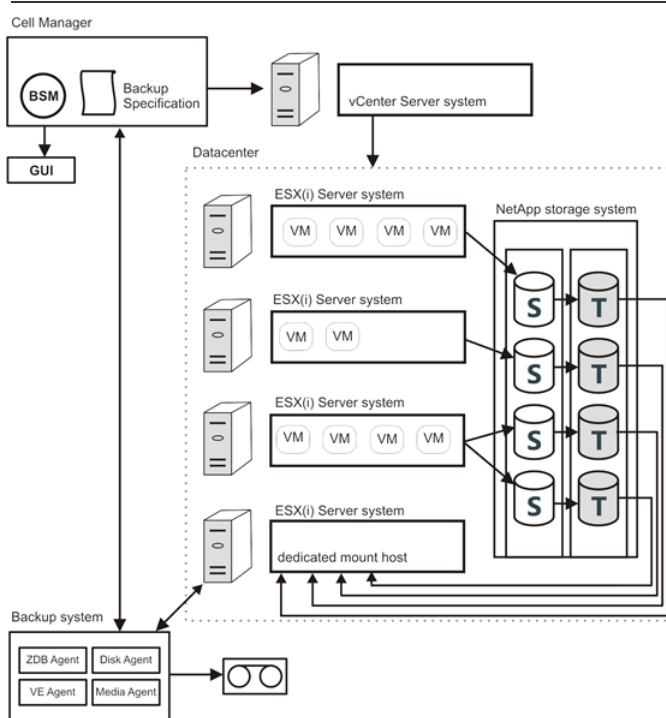 Cell Manager
BSM
Backup
Specification
GUI
vCenter Server system
Datacenter
ESX(i) Server system
VM VM VM VM
NetApp storage system
ESX(i) Server system
VM VM
ESX(i) Server system
VM VM VM VM
S T
S T
S T
S T
ESX(i) Server system
dedicated mount host
Backup system
ZDB Agent Disk Agent
VE Agent Media Agent